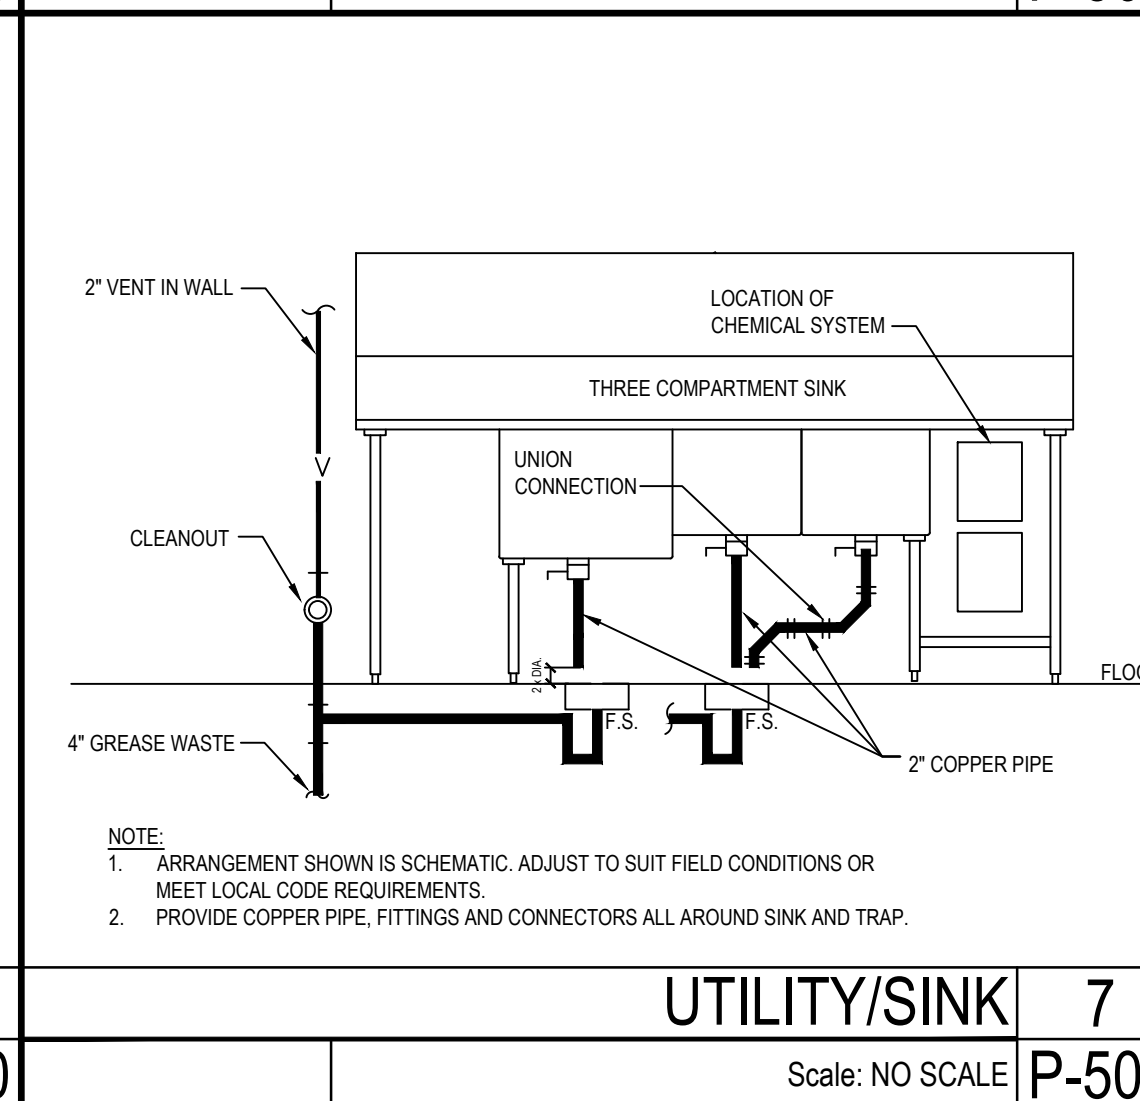 2" VENT IN WALL
LOCATION OF
CHEMICAL SYSTEM
THREE COMPARTMENT SINK
UNION
CONNECTION
V
CLEANOUT
2 x DIA.
F.S.
F.S.
4" GREASE WASTE
2" COPPER PIPE
NOTE:
1. ARRANGEMENT SHOWN IS SCHEMATIC. ADJUST TO SUIT FIELD CONDITIONS OR
MEET LOCAL CODE REQUIREMENTS.
2. PROVIDE COPPER PIPE, FITTINGS AND CONNECTORS ALL AROUND SINK AND TRAP.
UTILITY/SINK 7
Scale: NO SCALE P-50